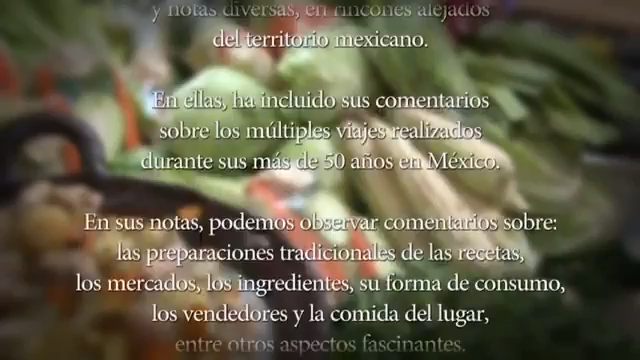 y notas diversas, en rincones alejados
del territorio mexicano.
En ellas, ha incluido sus comentarios
sobre los múltiples viajes realizados
durante sus más de 50 años en México.
En sus notas, podemos observar comentarios sobre:
las preparaciones tradicionales de las recetas,
los mercados, los ingredientes, su forma de consumo,
los vendedores y la comida del lugar,
entre otros aspectos fascinantes.